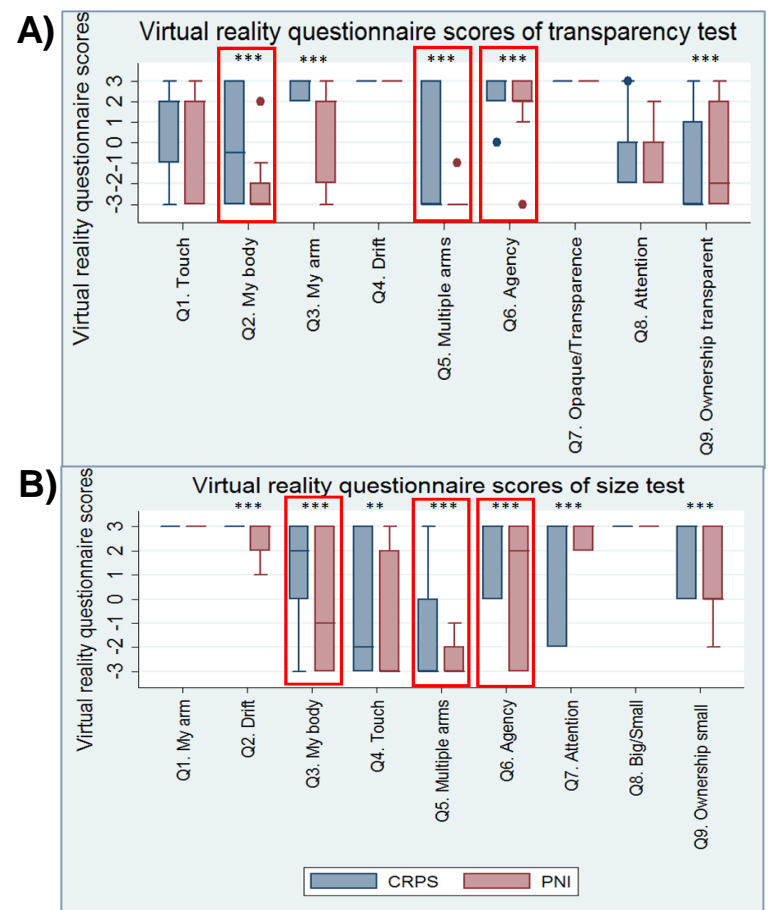 A)
Virtual reality questionnaire scores of transparency test
Virtual reality questionnaire scores
*** *** *** *** ***
3
2
1
0
-1
-2
-3
Q1. Touch
Q2. My body
Q3. My arm
Q4. Drift
Q5. Multiple arms
Q6. Agency
Q7. Opaque/Transparence
Q8. Attention
Q9. Ownership transparent
B)
Virtual reality questionnaire scores of size test
Virtual reality questionnaire scores
*** *** ** *** *** *** ***
3
2
1
0
-1
-2
-3
Q1. My arm
Q2. Drift
Q3. My body
Q4. Touch
Q5. Multiple arms
Q6. Agency
Q7. Attention
Q8. Big/Small
Q9. Ownership small
CRPS PNI